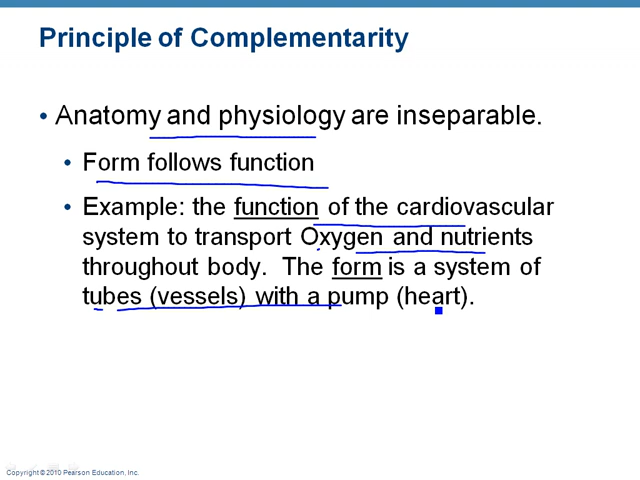 Principle of Complementarity
• Anatomy and physiology are inseparable.
• Form follows function
• Example: the function of the cardiovascular
system to transport Oxygen and nutrients
throughout body.  The form is a system of
tubes (vessels) with a pump (heart).
Copyright © 2010 Pearson Education, Inc.